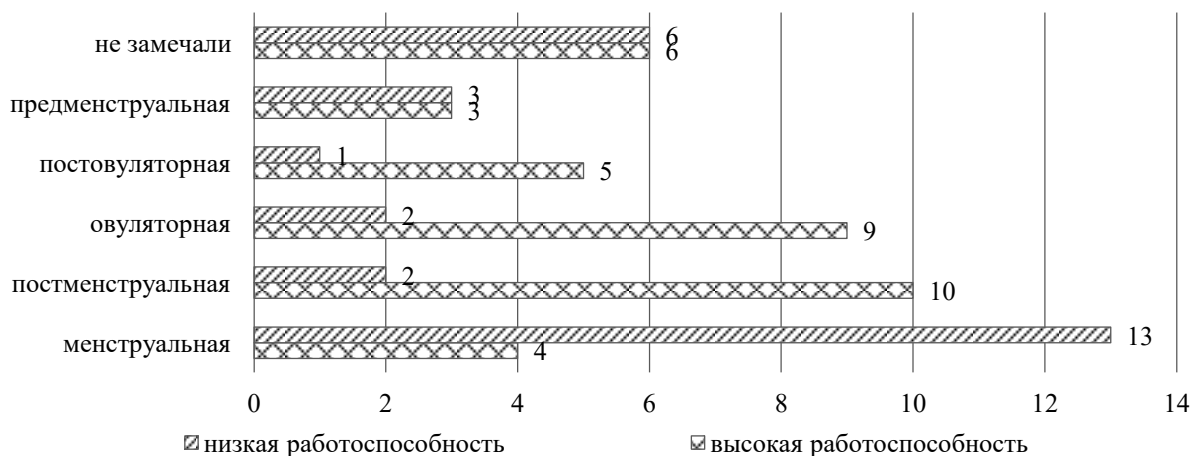 не замечали
6
6
предменструальная
3
3
постовуляторная
1
5
овуляторная
2
9
постменструальная
2
10
менструальная
13
4
0 2 4 6 8 10 12 14
низкая работоспособность высокая работоспособность